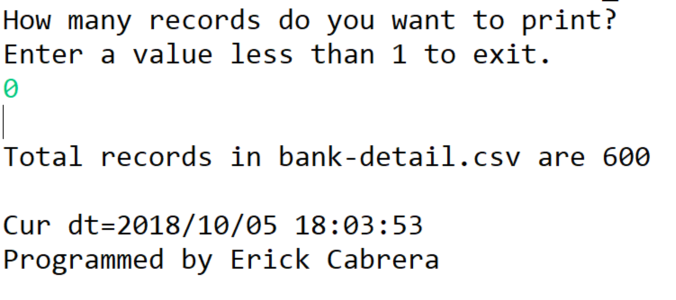 How many records do you want to print?
Enter a value less than 1 to exit.
0
Total records in bank-detail.csv are 600
Cur dt=2018/10/05 18:03:53
Programmed by Erick Cabrera